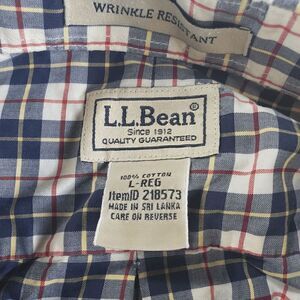 WRINKLE RESISTANT
L.L.Bean®
Since 1912
QUALITY GUARANTEED
100% COTTON
L-REG
ItemID 218573
MADE IN SRI LANKA
CARE ON REVERSE